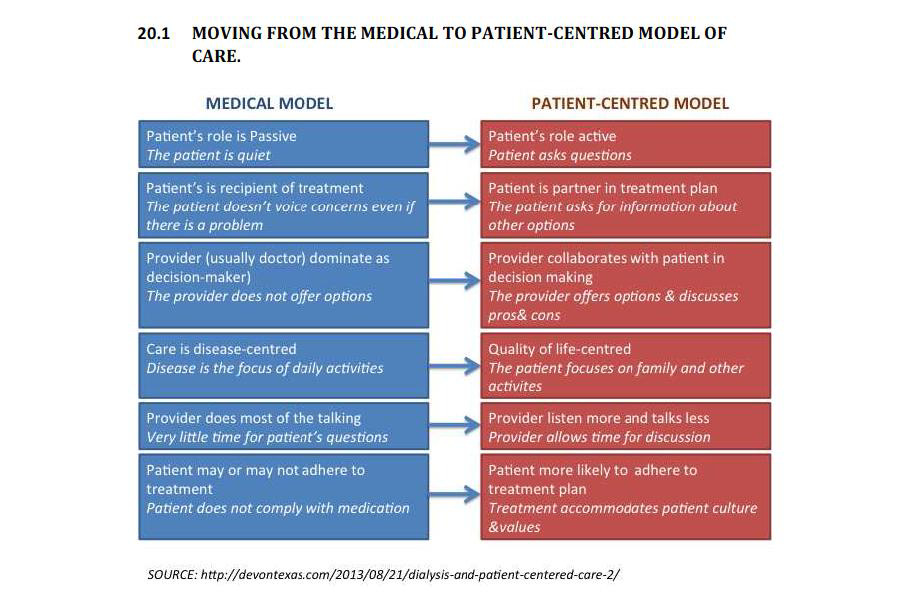 20.1 MOVING FROM THE MEDICAL TO PATIENT-CENTRED MODEL OF
CARE.
MEDICAL MODEL
PATIENT-CENTRED MODEL
Patient's role is Passive
The patient is quiet
Patient's role active
Patient asks questions
Patient's is recipient of treatment
The patient doesn't voice concerns even if
there is a problem
Patient is partner in treatment plan
The patient asks for information about
other options
Provider (usually doctor) dominate as
decision-maker)
The provider does not offer options
Provider collaborates with patient in
decision making
The provider offers options & discusses
pros& cons
Care is disease-centred
Disease is the focus of daily activities
Quality of life-centred
The patient focuses on family and other
activites
Provider does most of the talking
Very little time for patient's questions
Provider listen more and talks less
Provider allows time for discussion
Patient may or may not adhere to
treatment
Patient does not comply with medication
Patient more likely to adhere to
treatment plan
Treatment accommodates patient culture
&values
SOURCE: http://devontexas.com/2013/08/21/dialysis-and-patient-centered-care-2/